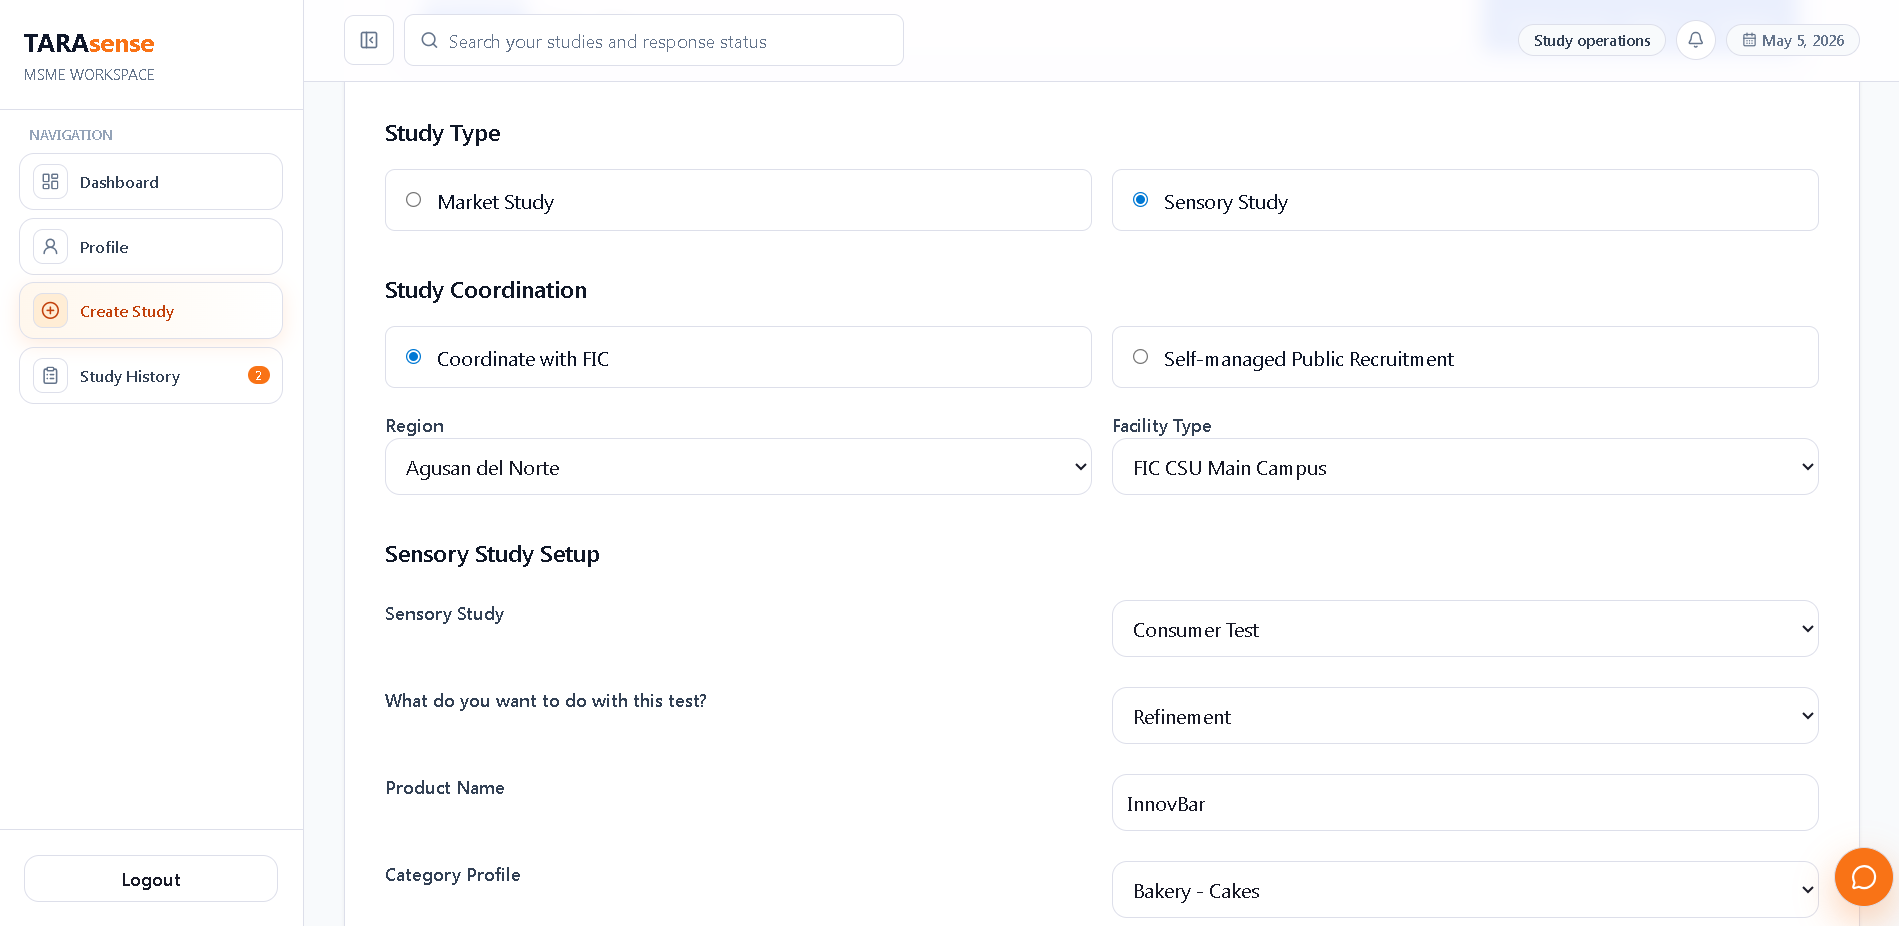 TARAsense
MSME WORKSPACE
NAVIGATION
Dashboard
Profile
Create Study
Study History 2
Logout
Search your studies and response status
Study operations
May 5, 2026
Study Type
Market Study
Sensory Study
Study Coordination
Coordinate with FIC
Self-managed Public Recruitment
Region
Facility Type
Agusan del Norte
FIC CSU Main Campus
Sensory Study Setup
Sensory Study
Consumer Test
What do you want to do with this test?
Refinement
Product Name
InnovBar
Category Profile
Bakery - Cakes